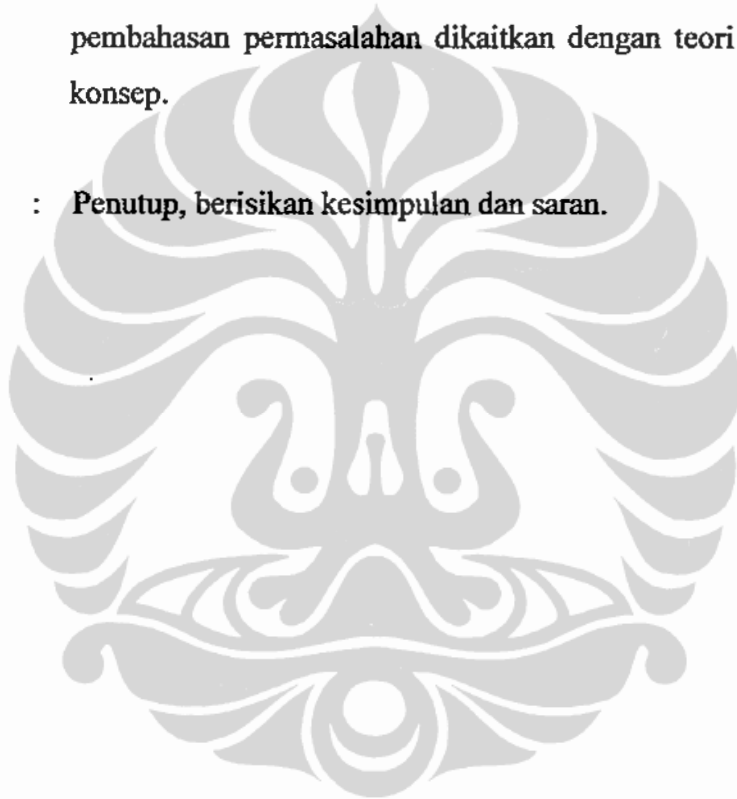 pembahasan permasalahan dikaitkan dengan teori
konsep.
: Penutup, berisikan kesimpulan dan saran.